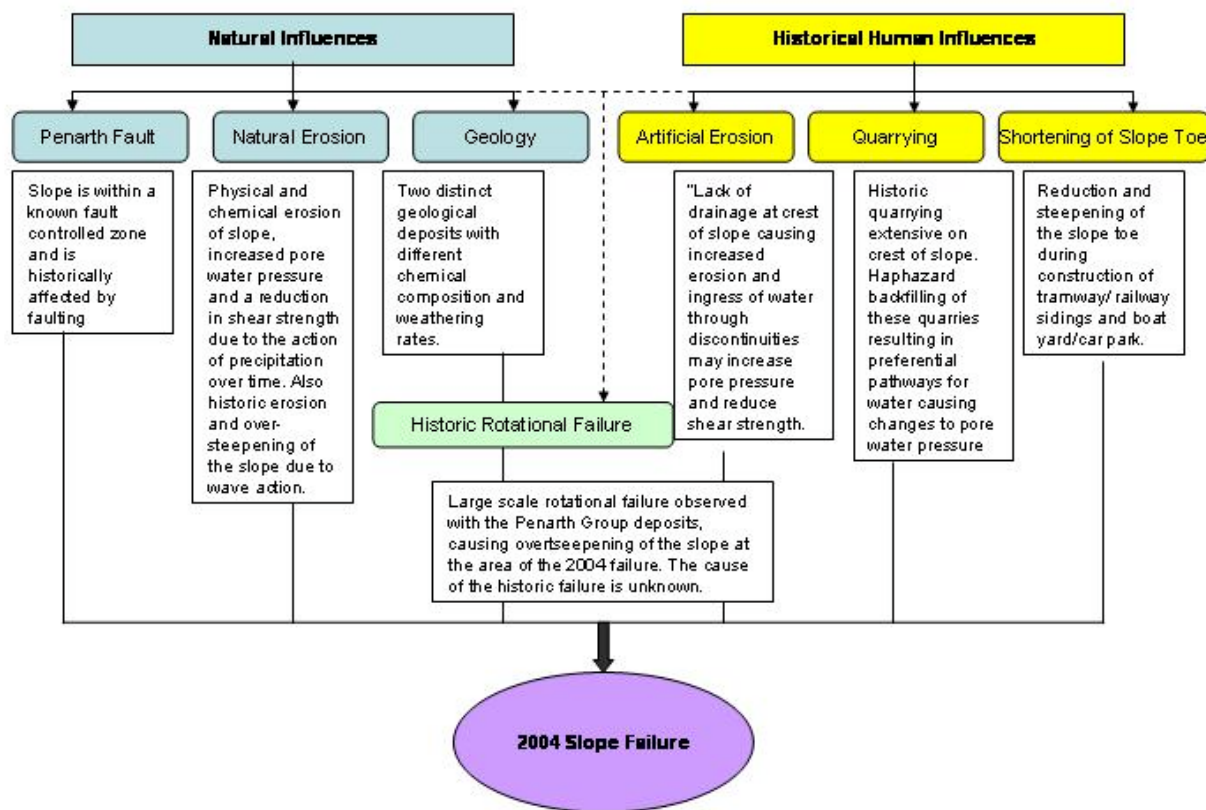 Natural Influences
Historical Human Influences
Penarth Fault
Natural Erosion
Geology
Artificial Erosion
Quarrying
Shortening of Slope Toe
Slope is within a
known fault
controlled zone
and is
historically
affected by
faulting
Physical and
chemical erosion
of slope,
increased pore
water pressure
and a reduction
in shear strength
due to the action
of precipitation
over time. Also
historic erosion
and over-
steepening of
the slope due to
wave action.
Two distinct
geological
deposits with
different
chemical
composition and
weathering
rates.
"Lack of
drainage at crest
of slope causing
increased
erosion and
ingress of water
through
discontinuities
may increase
pore pressure
and reduce
shear strength.
Historic
quarrying
extensive on
crest of slope.
Haphazard
backfilling of
these quarries
resulting in
preferential
pathways for
water causing
changes to pore
water pressure
Reduction and
steepening of
the slope toe
during
construction of
tramway/ railway
sidings and boat
yard/car park.
Historic Rotational Failure
Large scale rotational failure observed
with the Penarth Group deposits,
causing overtseepening of the slope at
the area of the 2004 failure. The cause
of the historic failure is unknown.
2004 Slope Failure